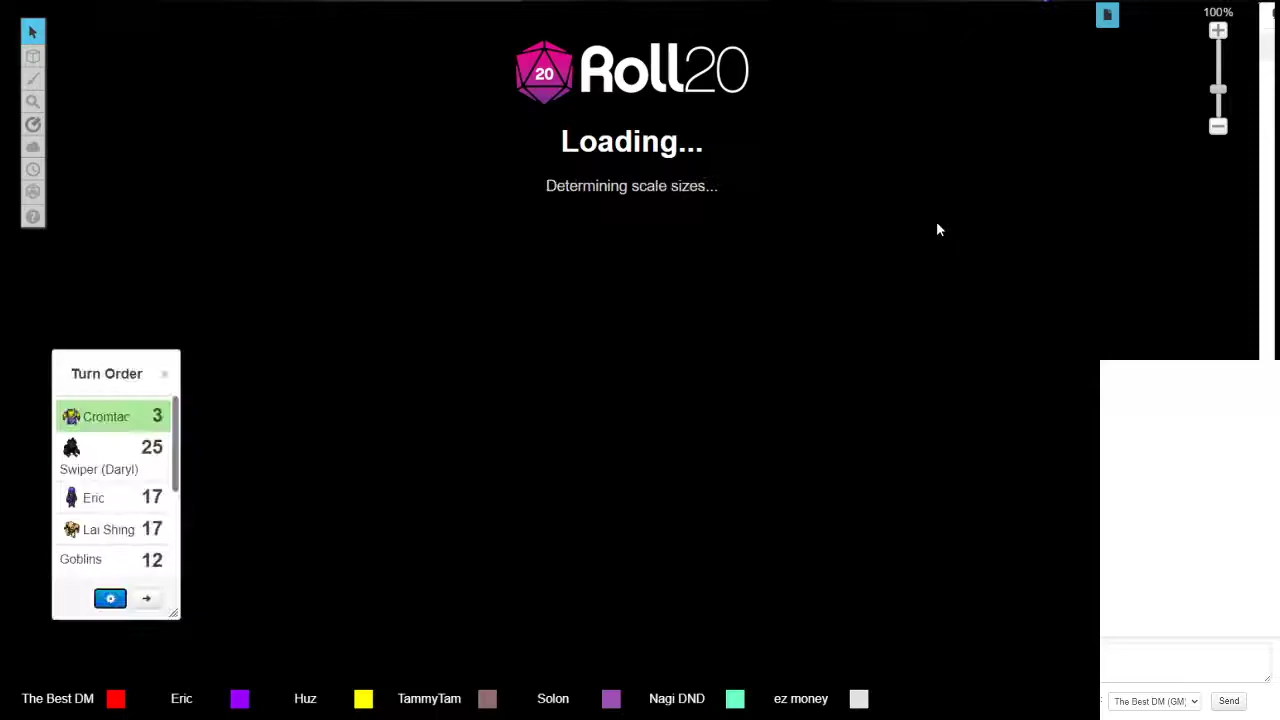 100%
20 Roll20
Loading...
Determining scale sizes...
Turn Order
Cromtac 3
25
Swiper (Daryl)
Eric 17
Lai Shing 17
Goblins 12
The Best DM Eric Huz TammyTam Solon Nagi DND ez money
The Best DM (GM) Send